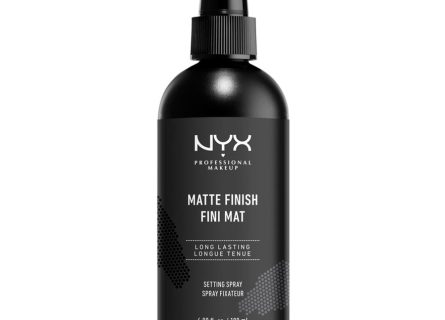 NYX
PROFESSIONAL
MAKEUP
MATTE FINISH
FINI MAT
LONG LASTING
LONGUE TENUE
SETTING SPRAY
SPRAY FIXATEUR